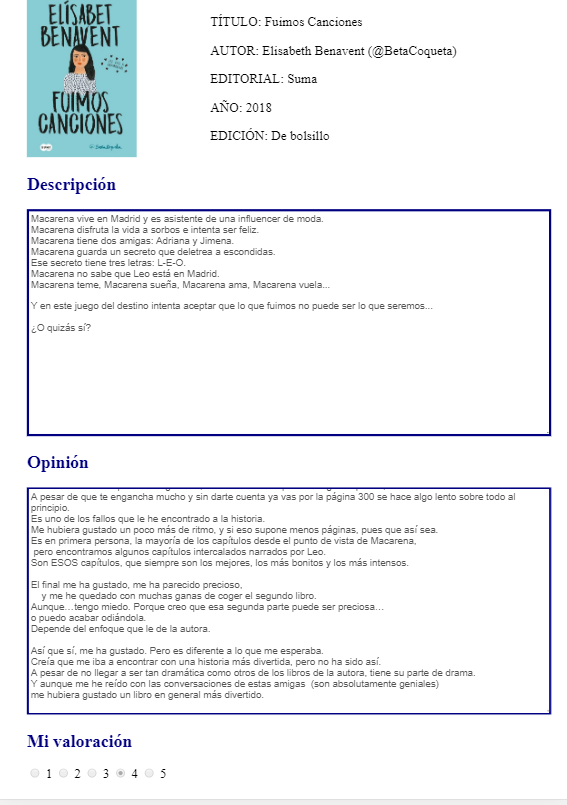 ELÍSABET
BENAVENT
FUIMOS
CANCIONES
TÍTULO: Fuimos Canciones
AUTOR: Elisabeth Benavent (@BetaCoqueta)
EDITORIAL: Suma
AÑO: 2018
EDICIÓN: De bolsillo
Descripción
Macarena vive en Madrid y es asistente de una influencer de moda.
Macarena disfruta la vida a sorbos e intenta ser feliz.
Macarena tiene dos amigas: Adriana y Jimena.
Macarena guarda un secreto que deletrea a escondidas.
Ese secreto tiene tres letras: L-E-O.
Macarena no sabe que Leo está en Madrid.
Macarena teme, Macarena sueña, Macarena ama, Macarena vuela...
Y en este juego del destino intenta aceptar que lo que fuimos no puede ser lo que seremos...
¿O quizás sí?
Opinión
A pesar de que te engancha mucho y sin darte cuenta ya vas por la página 300 se hace algo lento sobre todo al
principio.
Es uno de los fallos que le he encontrado a la historia.
Me hubiera gustado un poco más de ritmo, y si eso supone menos páginas, pues que así sea.
Es en primera persona, la mayoría de los capítulos desde el punto de vista de Macarena,
pero encontramos algunos capítulos intercalados narrados por Leo.
Son ESOS capítulos, que siempre son los mejores, los más bonitos y los más intensos.
El final me ha gustado, me ha parecido precioso,
y me he quedado con muchas ganas de coger el segundo libro.
Aunque...tengo miedo. Porque creo que esa segunda parte puede ser preciosa...
o puedo acabar odiándola.
Depende del enfoque que le de la autora.
Así que sí, me ha gustado. Pero es diferente a lo que me esperaba.
Creía que me iba a encontrar con una historia más divertida, pero no ha sido así.
A pesar de no llegar a ser tan dramática como otros de los libros de la autora, tiene su parte de drama.
Y aunque me he reído con las conversaciones de estas amigas (son absolutamente geniales)
me hubiera gustado un libro en general más divertido.
Mi valoración
1 2 3 4 5